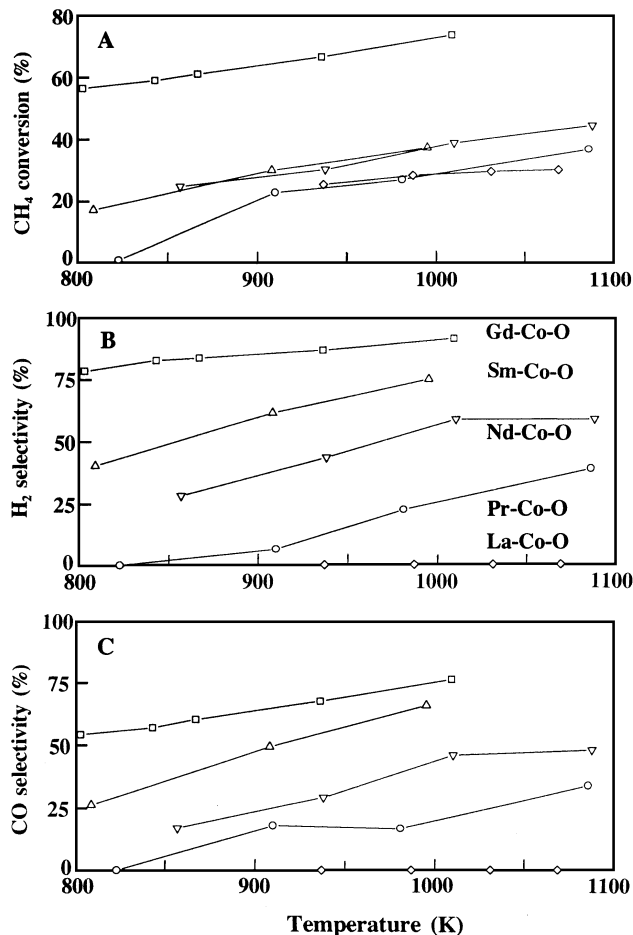 A
CH₄ conversion (%)
80
60
40
20
0
800
900
1000
1100
B
H₂ selectivity (%)
100
75
50
25
0
Gd-Co-O
Sm-Co-O
Nd-Co-O
Pr-Co-O
La-Co-O
800
900
1000
1100
C
CO selectivity (%)
100
75
50
25
0
800
900
1000
1100
Temperature (K)